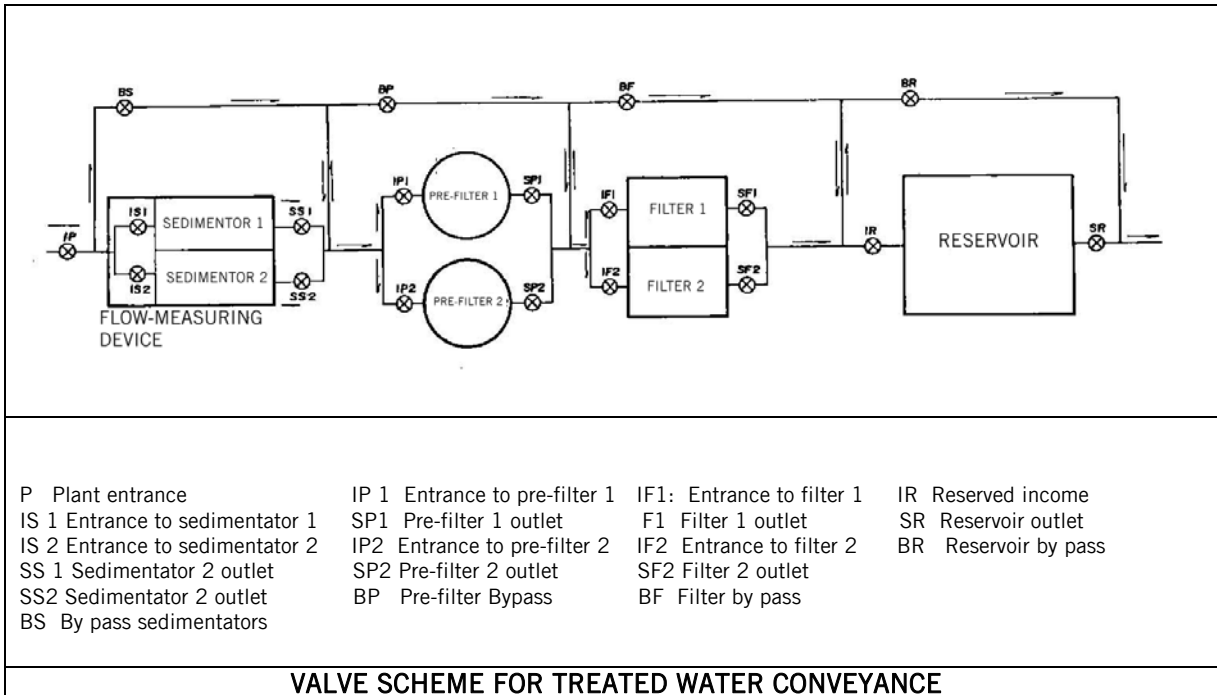 BS
BP
BF
BR
IP
IS1
IS2
SEDIMENTOR 1
SEDIMENTOR 2
SS1
SS2
FLOW-MEASURING
DEVICE
IP1
IP2
PRE-FILTER 1
PRE-FILTER 2
SP1
SP2
IF1
IF2
FILTER 1
FILTER 2
SF1
SF2
IR
RESERVOIR
SR
P Plant entrance
IS 1 Entrance to sedimentator 1
IS 2 Entrance to sedimentator 2
SS 1 Sedimentator 2 outlet
SS2 Sedimentator 2 outlet
BS By pass sedimentators
IP 1 Entrance to pre-filter 1
SP1 Pre-filter 1 outlet
IP2 Entrance to pre-filter 2
SP2 Pre-filter 2 outlet
BP Pre-filter Bypass
IF1: Entrance to filter 1
F1 Filter 1 outlet
IF2 Entrance to filter 2
SF2 Filter 2 outlet
BF Filter by pass
IR Reserved income
SR Reservoir outlet
BR Reservoir by pass
VALVE SCHEME FOR TREATED WATER CONVEYANCE